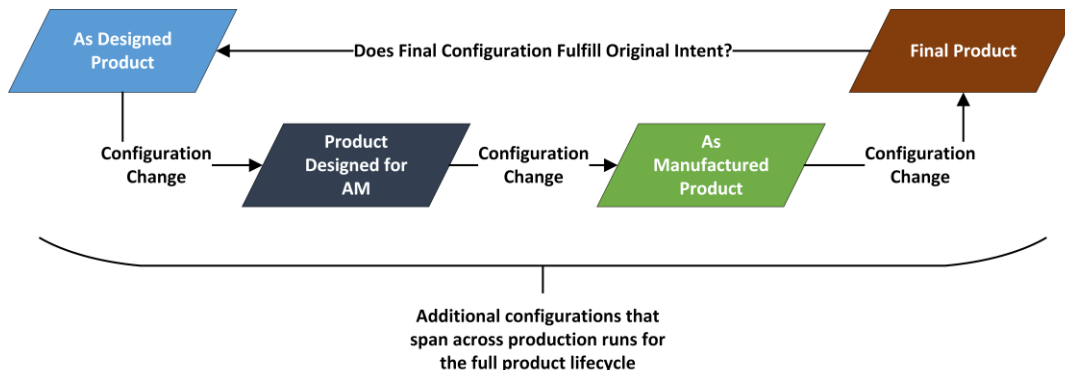 As Designed
Product
Does Final Configuration Fulfill Original Intent?
Final Product
Configuration
Change
Product
Designed for
AM
Configuration
Change
As
Manufactured
Product
Configuration
Change
Additional configurations that
span across production runs for
the full product lifecycle